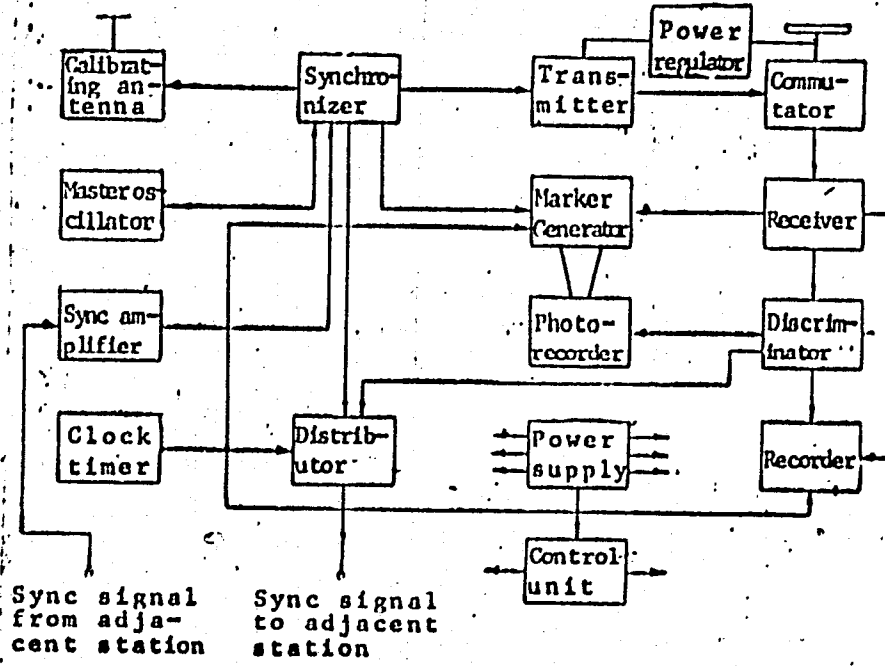 Power
regulator
Calibrat-
ing an-
tenna
Synchro-
nizer
Trans-
mitter
Commu-
tator
Master os-
cillator
Marker
Generator
Receiver
Sync am-
plifier
Photo-
recorder
Discrim-
inator
Clock
timer
Distrib-
utor
Power
supply
Recorder
Control
unit
Sync signal
from adja-
cent station
Sync signal
to adjacent
station